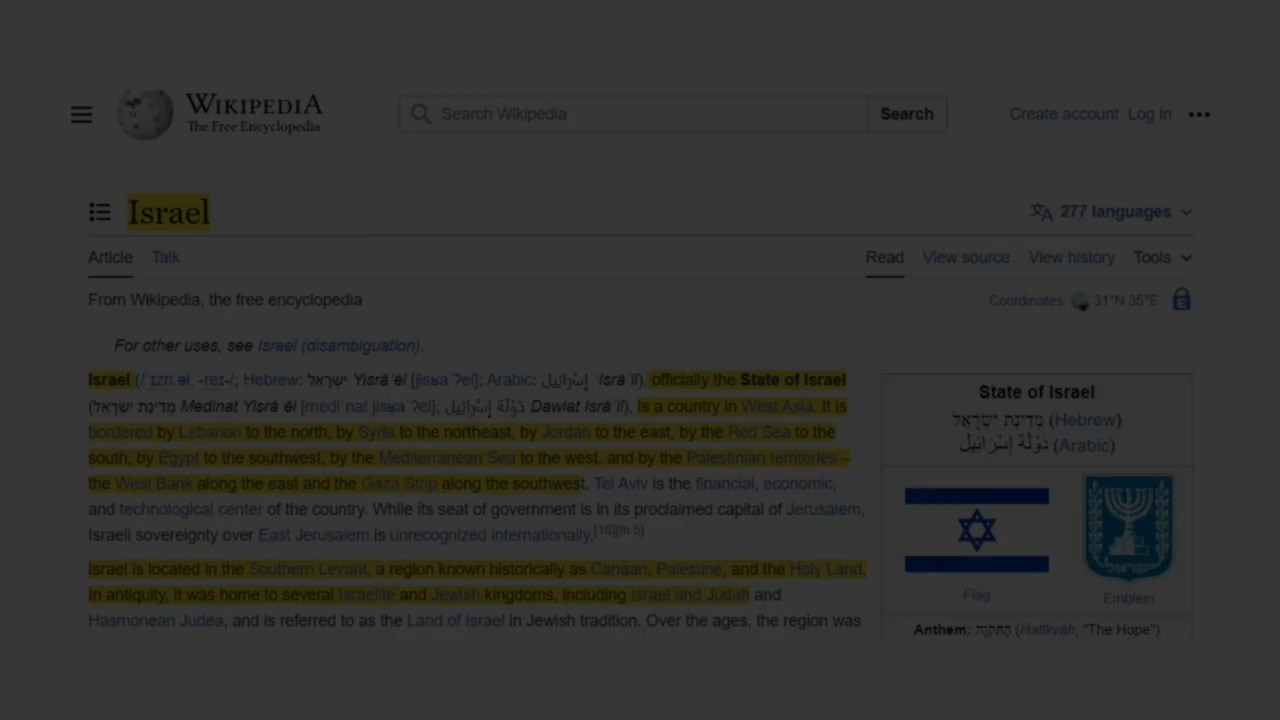 WIKIPEDIA
The Free Encyclopedia
Search Wikipedia
Search
Create account Log in
Israel
277 languages
Article Talk
Read View source View history Tools
From Wikipedia, the free encyclopedia
Coordinates: 31°N 35°E
For other uses, see Israel (disambiguation).
Israel (/ˈɪzri.əl, -reɪ-/; Hebrew: יִשְׂרָאֵל Yīsrāʾēl [jisʁaˈʔel]; Arabic: إِسْرَائِيل ʾIsrāʾīl), officially the State of Israel
(מְדִינַת יִשְׂרָאֵל Medīnat Yīsrāʾēl [mediˈnat jisʁaˈʔel]; دَوْلَة إِسْرَائِيل Dawlat Isrāʾīl), is a country in West Asia. It is
bordered by Lebanon to the north, by Syria to the northeast, by Jordan to the east, by the Red Sea to the
south, by Egypt to the southwest, by the Mediterranean Sea to the west, and by the Palestinian territories –
the West Bank along the east and the Gaza Strip along the southwest. Tel Aviv is the financial, economic,
and technological center of the country. While its seat of government is in its proclaimed capital of Jerusalem,
Israeli sovereignty over East Jerusalem is unrecognized internationally.[18][fn 5]
Israel is located in the Southern Levant, a region known historically as Canaan, Palestine, and the Holy Land.
In antiquity, it was home to several Israelite and Jewish kingdoms, including Israel and Judah and
Hasmonean Judea, and is referred to as the Land of Israel in Jewish tradition. Over the ages, the region was
State of Israel
מְדִינַת יִשְׂרָאֵל (Hebrew)
دَوْلَة إِسْرَائِيل (Arabic)
ישראל
Flag
Emblem
Anthem: הַתִּקְוָה (Hatīkvāh; "The Hope")